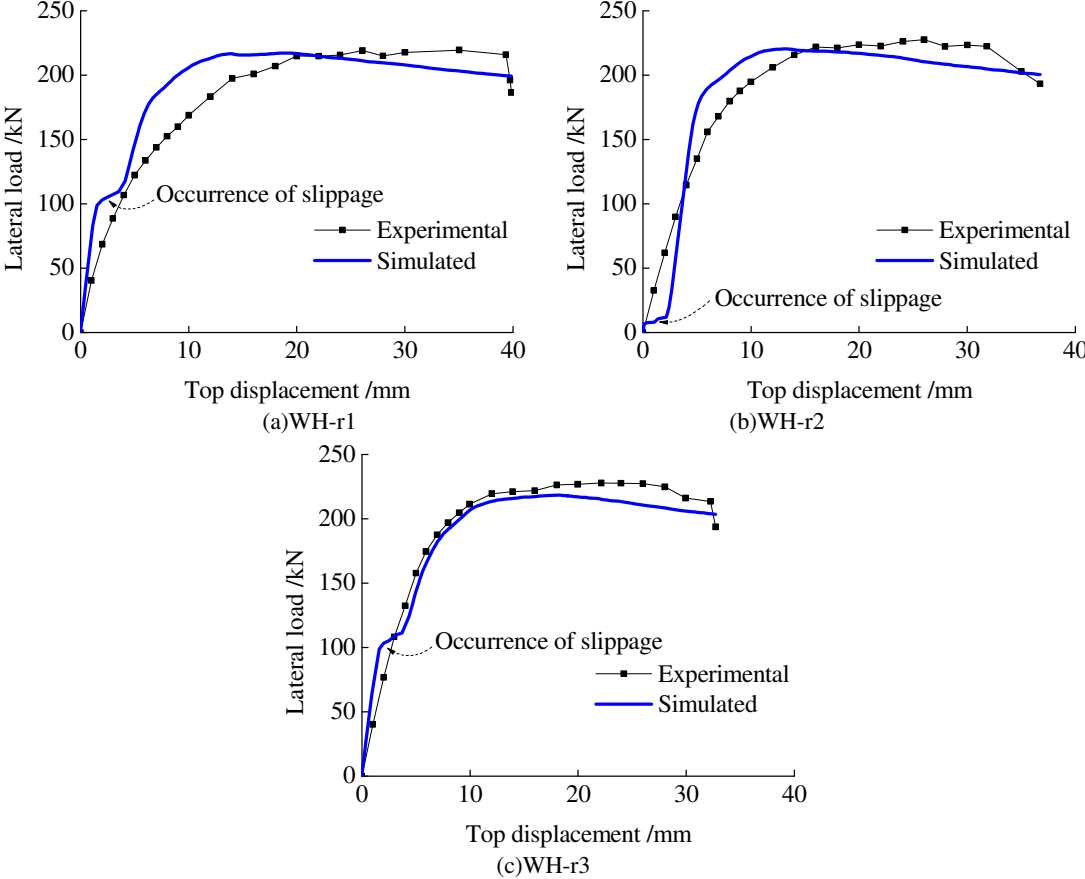 250
200
150
100
50
0
Lateral load /kN
Occurrence of slippage
Experimental
Simulated
0 10 20 30 40
Top displacement /mm
(a)WH-r1
250
200
150
100
50
0
Lateral load /kN
Experimental
Simulated
Occurrence of slippage
0 10 20 30 40
Top displacement /mm
(b)WH-r2
250
200
150
100
50
0
Lateral load /kN
Occurrence of slippage
Experimental
Simulated
0 10 20 30 40
Top displacement /mm
(c)WH-r3